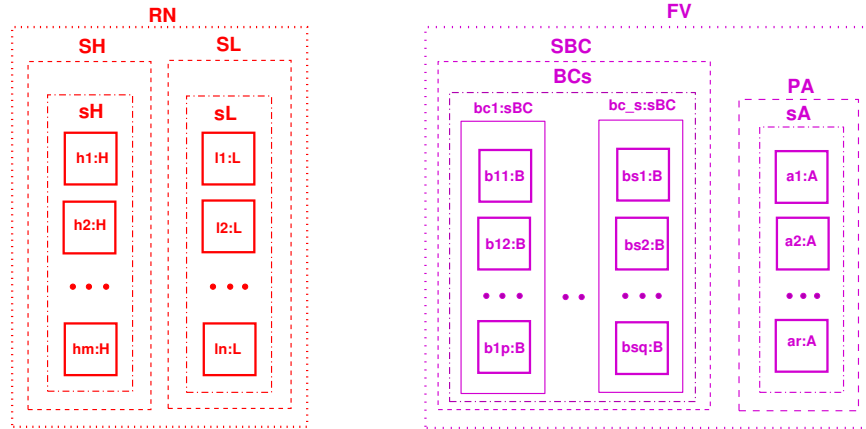 RN
SH
SL
sH
sL
h1:H
l1:L
h2:H
l2:L
• • •
• • •
hm:H
ln:L
FV
SBC
BCs
PA
sA
bc1:sBC
bc_s:sBC
b11:B
bs1:B
a1:A
b12:B
bs2:B
a2:A
• • •
• •
• • •
• • •
b1p:B
bsq:B
ar:A